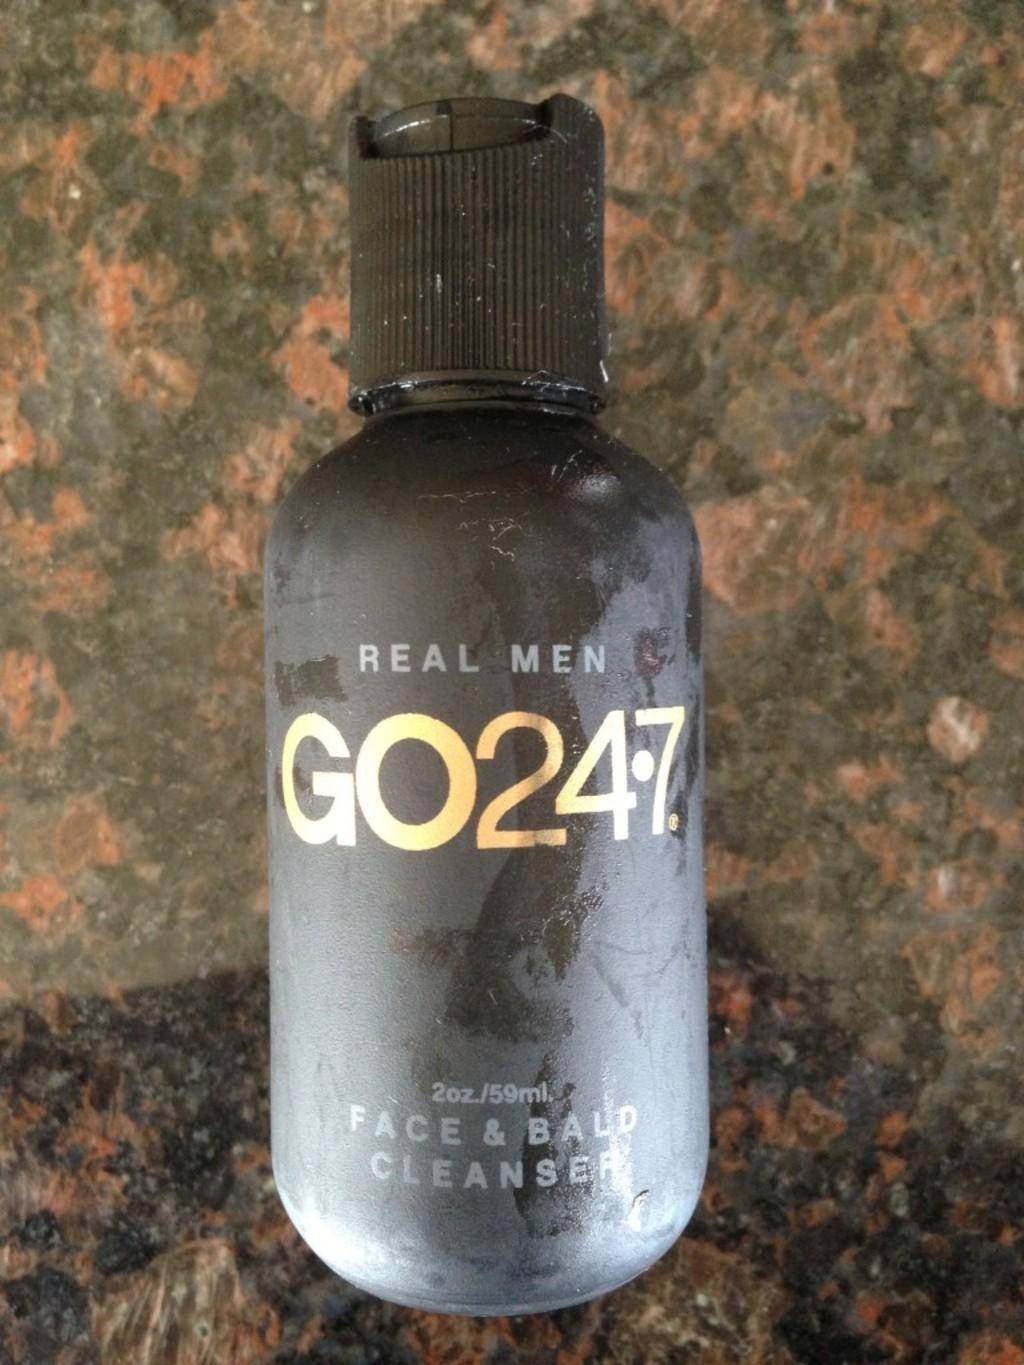 REAL MEN
GO24·7®
2oz./59ml.
FACE & BALD
CLEANSER